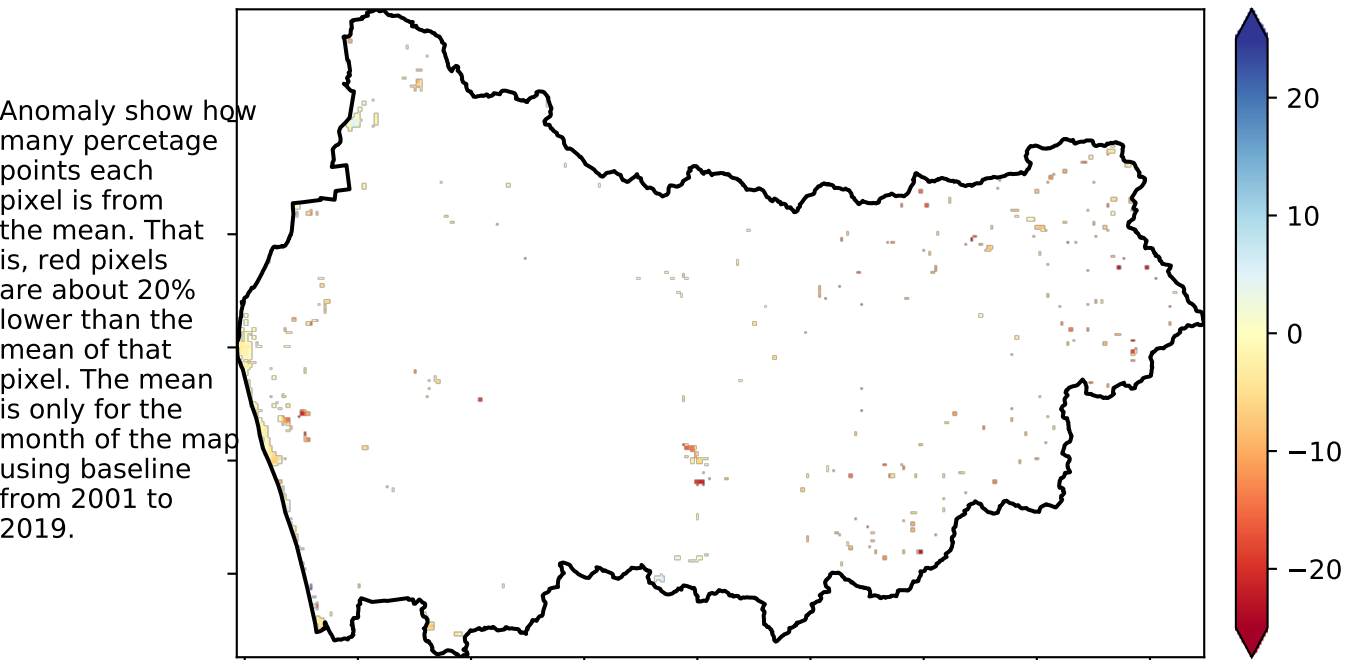 Anomaly show how
many percetage
points each
pixel is from
the mean. That
is, red pixels
are about 20%
lower than the
mean of that
pixel. The mean
is only for the
month of the map
using baseline
from 2001 to
2019.
20
10
0
−10
−20